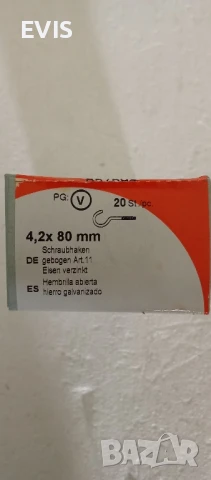 EVIS
PG: V 20 St./pc.
4,2x 80 mm
Schraubhaken
DE gebogen Art.11
Eisen verzinkt
ES Hembrilla abierta
hierro galvanizado
BAZAR